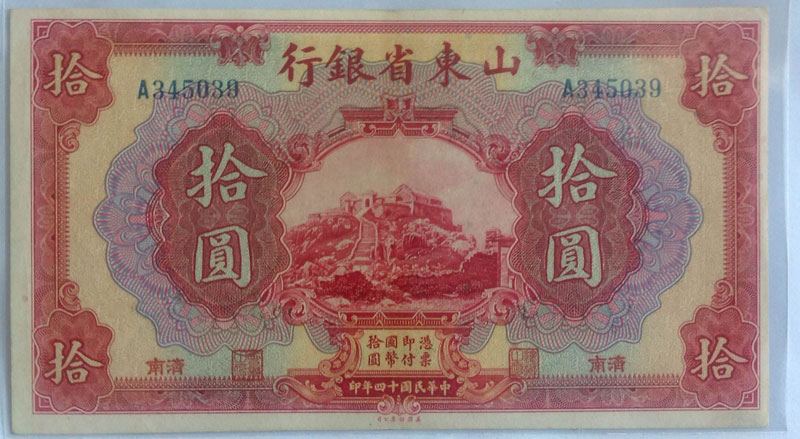 山東省銀行
拾 拾
A345039 A345039
拾圓 拾圓
憑票
即付
國幣
拾圓
濟南 濟南
中華民國十四年印
拾 拾